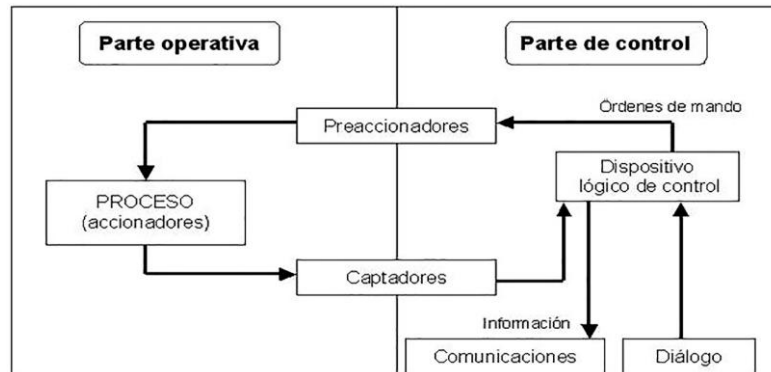 Parte operativa
Parte de control
Órdenes de mando
Preaccionadores
Dispositivo
lógico de control
PROCESO
(accionadores)
Captadores
Información
Comunicaciones
Diálogo